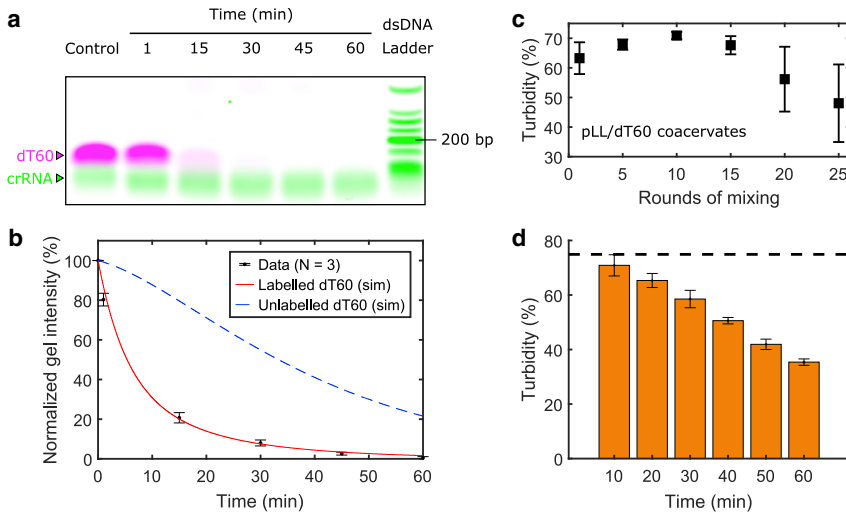 a
Time (min)
Control 1 15 30 45 60
dsDNA
Ladder
200 bp
dT60
crRNA
b
Normalized gel intensity (%)
100
80
60
40
20
0
Data (N = 3)
Labelled dT60 (sim)
Unlabelled dT60 (sim)
0 10 20 30 40 50 60
Time (min)
c
Turbidity (%)
70
60
50
40
30
pLL/dT60 coacervates
0 5 10 15 20 25
Rounds of mixing
d
Turbidity (%)
80
60
40
20
0
10 20 30 40 50 60
Time (min)